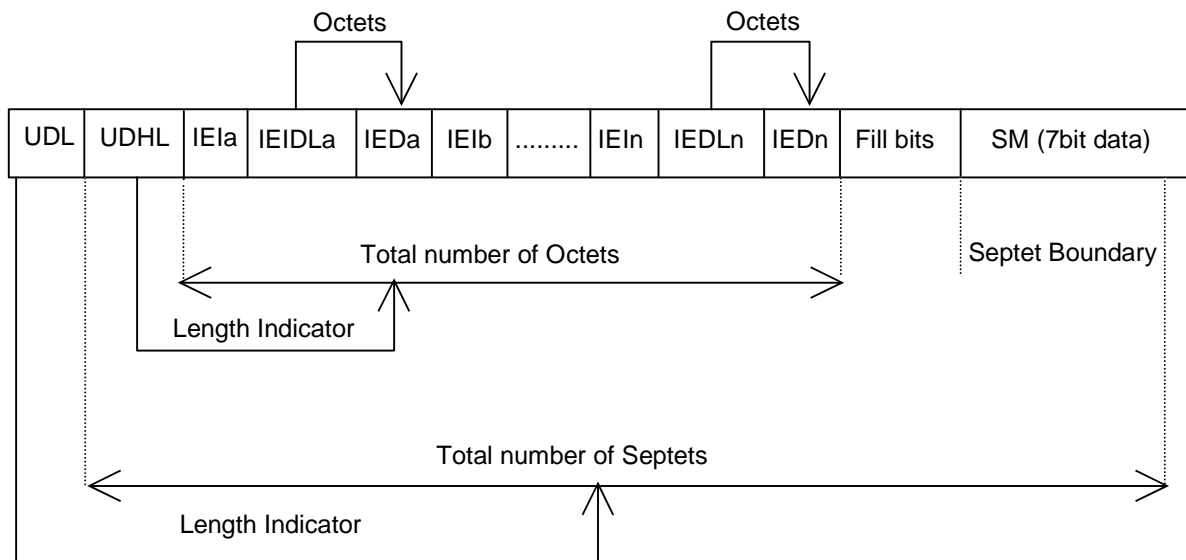 Octets Octets
UDL UDHL IEIa IEIDLa IEDa IEIb ......... IEIn IEDLn IEDn Fill bits SM (7bit data)
Total number of Octets
Septet Boundary
Length Indicator
Total number of Septets
Length Indicator